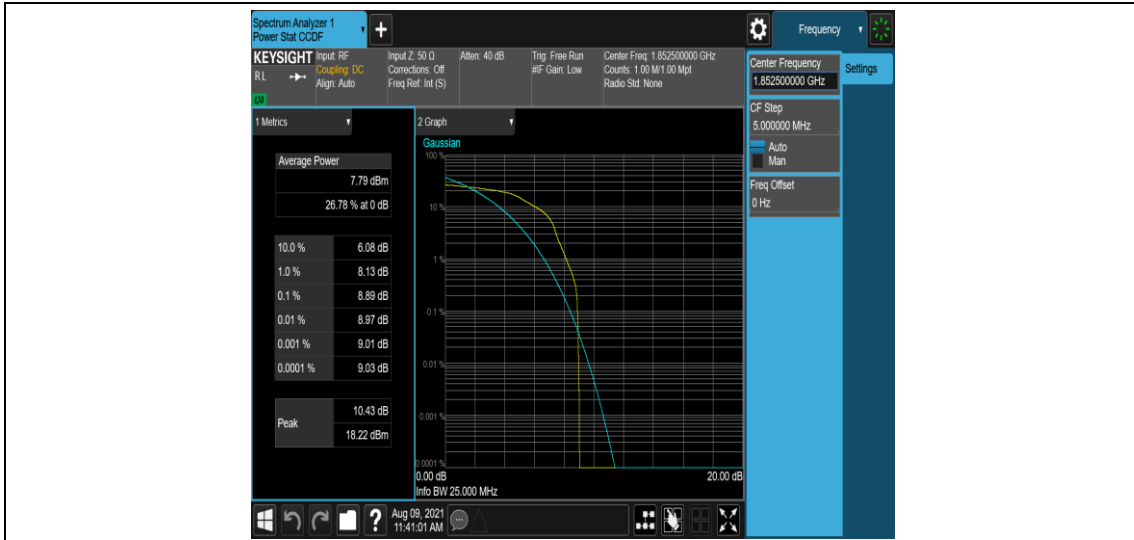 Spectrum Analyzer 1
Power Stat CCDF
Frequency
KEYSIGHT
RL
LXI
Input: RF
Coupling: DC
Align: Auto
Input Z: 50 Ω
Corrections: Off
Freq Ref: Int (S)
Atten: 40 dB
Trig: Free Run
#IF Gain: Low
Center Freq: 1.852500000 GHz
Counts: 1.00 M/1.00 Mpt
Radio Std: None
Center Frequency
1.852500000 GHz
Settings
CF Step
5.000000 MHz
Auto
Man
Freq Offset
0 Hz
1 Metrics
Average Power
7.79 dBm
26.78 % at 0 dB
10.0 % 6.08 dB
1.0 % 8.13 dB
0.1 % 8.89 dB
0.01 % 8.97 dB
0.001 % 9.01 dB
0.0001 % 9.03 dB
Peak
10.43 dB
18.22 dBm
2 Graph
Gaussian
100 %
10 %
1 %
0.1 %
0.01 %
0.001 %
0.0001 %
0.00 dB
20.00 dB
Info BW 25.000 MHz
?
Aug 09, 2021
11:41:01 AM